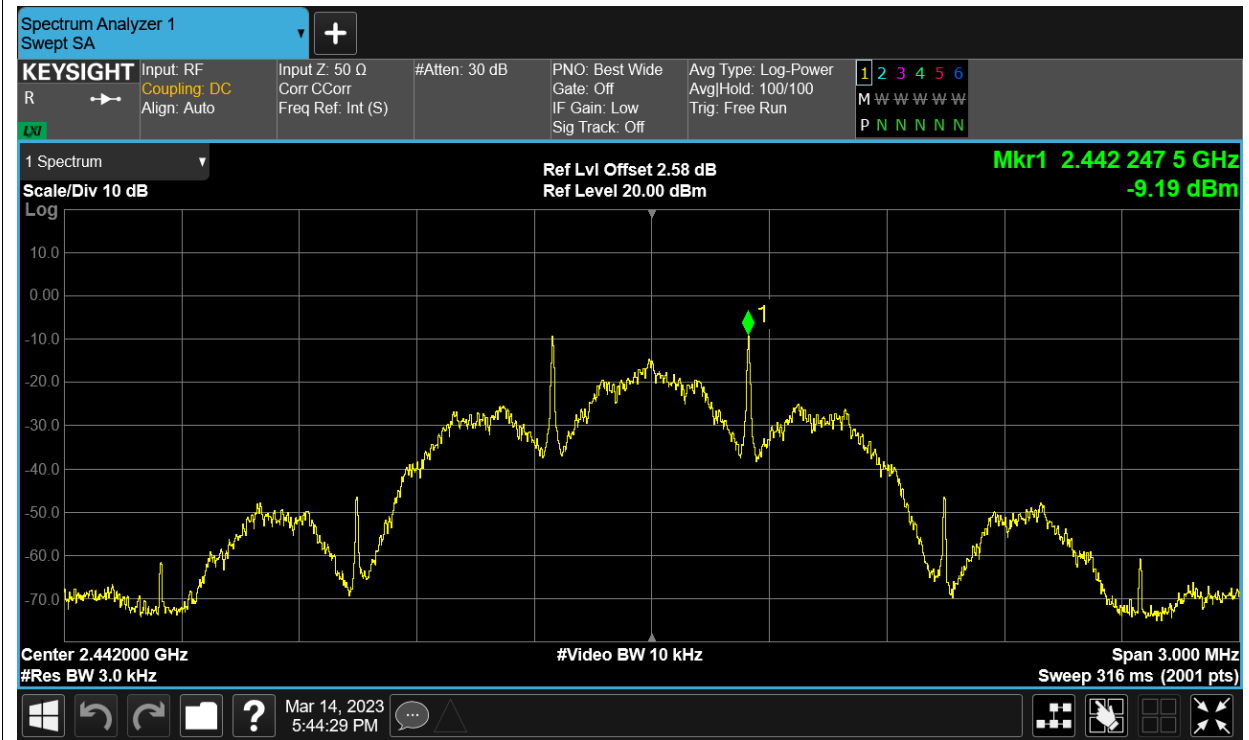 Spectrum Analyzer 1
Swept SA
+
KEYSIGHT
R
LXI
Input: RF
Coupling: DC
Align: Auto
Input Z: 50 Ω
Corr CCorr
Freq Ref: Int (S)
#Atten: 30 dB
PNO: Best Wide
Gate: Off
IF Gain: Low
Sig Track: Off
Avg Type: Log-Power
Avg|Hold: 100/100
Trig: Free Run
1 2 3 4 5 6
M W W W W W
P N N N N N
1 Spectrum
Scale/Div 10 dB
Ref Lvl Offset 2.58 dB
Ref Level 20.00 dBm
Mkr1 2.442 247 5 GHz
-9.19 dBm
Log
10.0
0.00
-10.0
-20.0
-30.0
-40.0
-50.0
-60.0
-70.0
1
Center 2.442000 GHz
#Res BW 3.0 kHz
#Video BW 10 kHz
Span 3.000 MHz
Sweep 316 ms (2001 pts)
?
Mar 14, 2023
5:44:29 PM